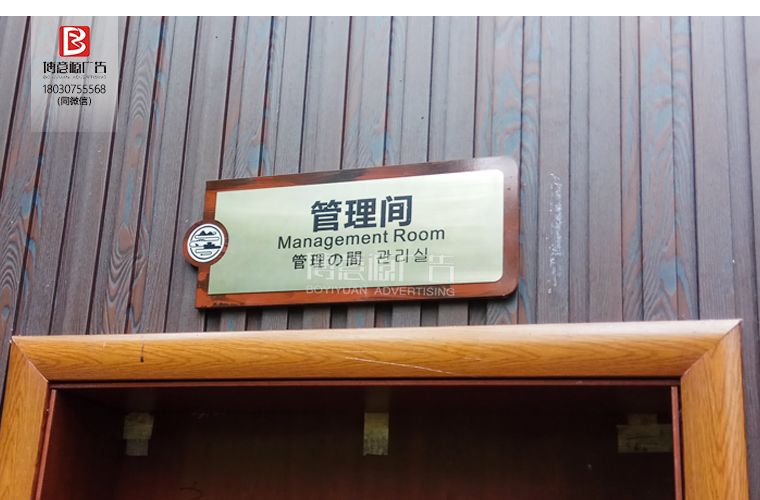 博意源广告
BOYIYUAN ADVERTISING
18030755568
(同微信)
管理间
Management Room
管理の間 관리실
博意源广告
BOYIYUAN ADVERTISING